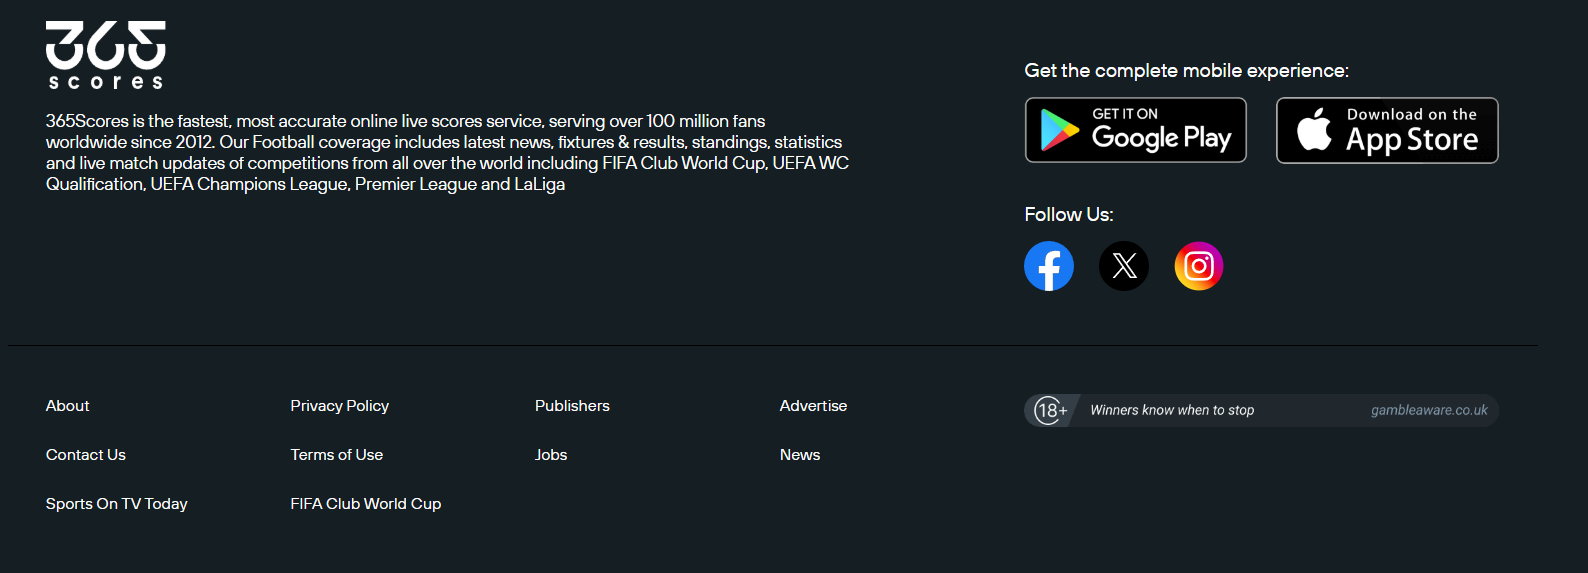 365
scores
365Scores is the fastest, most accurate online live scores service, serving over 100 million fans
worldwide since 2012. Our Football coverage includes latest news, fixtures & results, standings, statistics
and live match updates of competitions from all over the world including FIFA Club World Cup, UEFA WC
Qualification, UEFA Champions League, Premier League and LaLiga
Get the complete mobile experience:
GET IT ON
Google Play
Download on the
App Store
Follow Us:
About
Privacy Policy
Publishers
Advertise
Contact Us
Terms of Use
Jobs
News
Sports On TV Today
FIFA Club World Cup
18+ Winners know when to stop gambleaware.co.uk